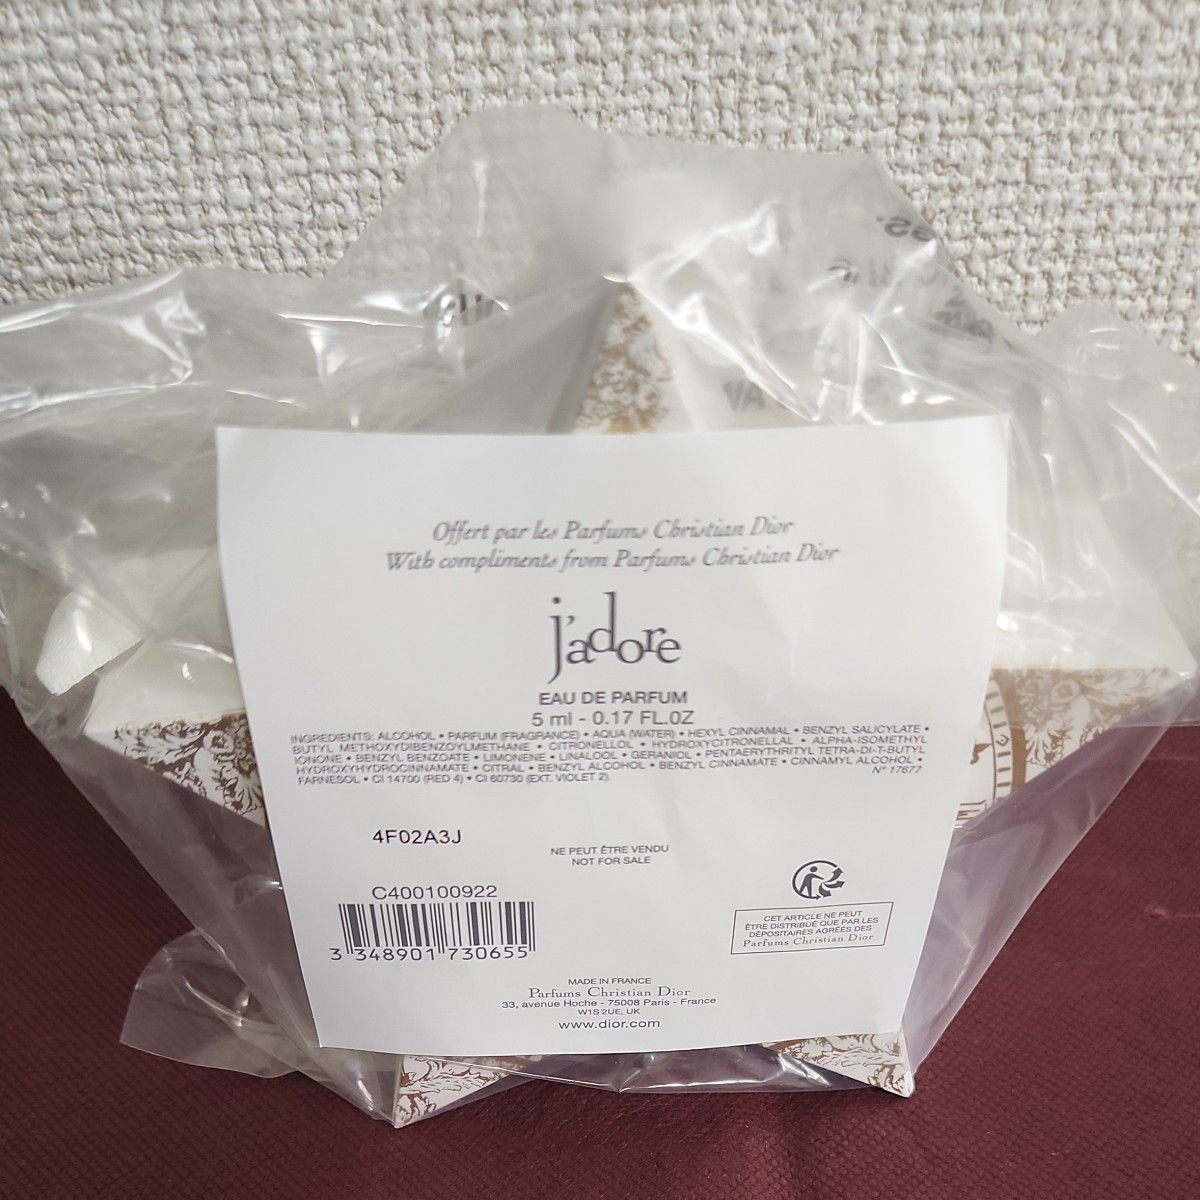 Offert par les Parfums Christian Dior
With compliments from Parfums Christian Dior
j'adore
EAU DE PARFUM
5 ml - 0.17 FL.OZ
INGREDIENTS: ALCOHOL • PARFUM (FRAGRANCE) • AQUA (WATER) • HEXYL CINNAMAL • BENZYL SALICYLATE •
BUTYL METHOXYDIBENZOYLMETHANE • CITRONELLOL • HYDROXYCITRONELLAL • ALPHA-ISOMETHYL
IONONE • BENZYL BENZOATE • LIMONENE • LINALOOL • GERANIOL • PENTAERYTHRITYL TETRA-DI-T-BUTYL
HYDROXYHYDROCINNAMATE • CITRAL • BENZYL ALCOHOL • BENZYL CINNAMATE • CINNAMYL ALCOHOL •
FARNESOL • CI 14700 (RED 4) • CI 60730 (EXT. VIOLET 2).
N° 17677
4F02A3J
NE PEUT ÊTRE VENDU
NOT FOR SALE
C400100922
3 348901 730655
CET ARTICLE NE PEUT
ÊTRE DISTRIBUÉ QUE PAR LES
DÉPOSITAIRES AGRÉÉS DES
Parfums Christian Dior
MADE IN FRANCE
Parfums Christian Dior
33, avenue Hoche - 75008 Paris - France
W1S 2UE, UK
www.dior.com